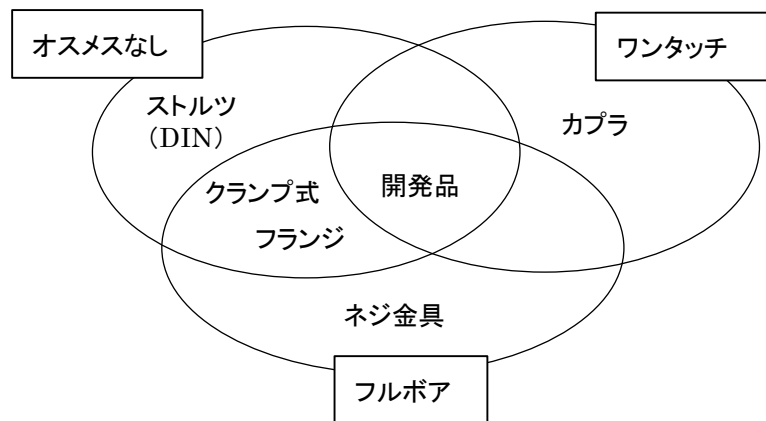 オスメスなし
ワンタッチ
ストルツ
(DIN)
カプラ
クランプ式
開発品
フランジ
ネジ金具
フルボア